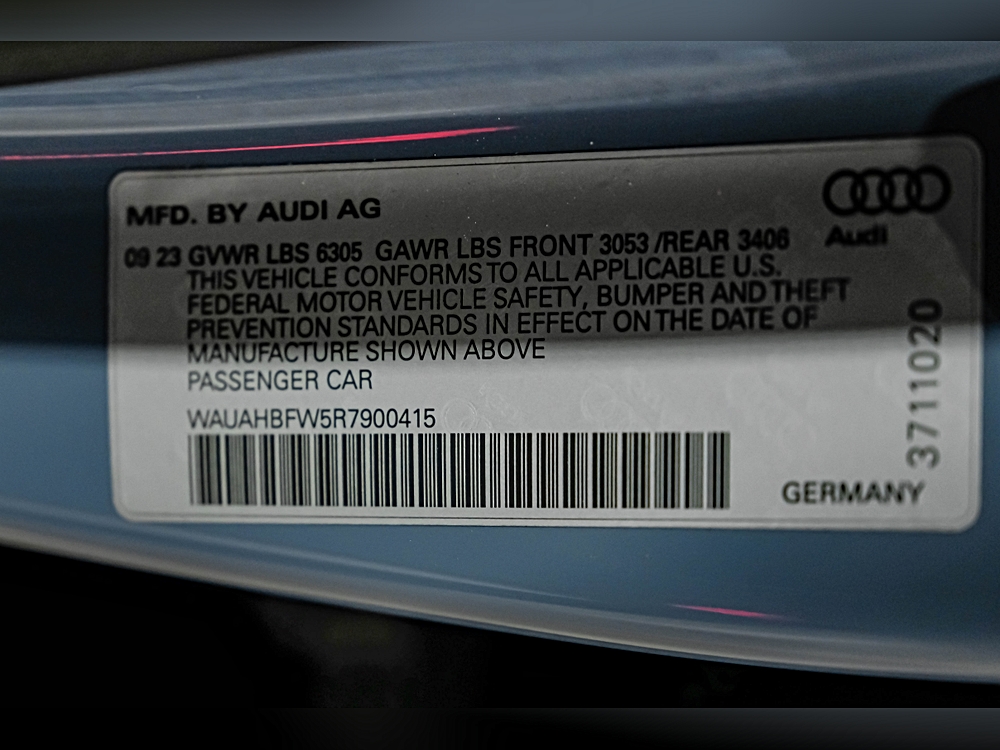 MFD. BY AUDI AG
Audi
09 23 GVWR LBS 6305 GAWR LBS FRONT 3053 /REAR 3406
THIS VEHICLE CONFORMS TO ALL APPLICABLE U.S.
FEDERAL MOTOR VEHICLE SAFETY, BUMPER AND THEFT
PREVENTION STANDARDS IN EFFECT ON THE DATE OF
MANUFACTURE SHOWN ABOVE
PASSENGER CAR
WAUAHBFW5R7900415
GERMANY
3711020